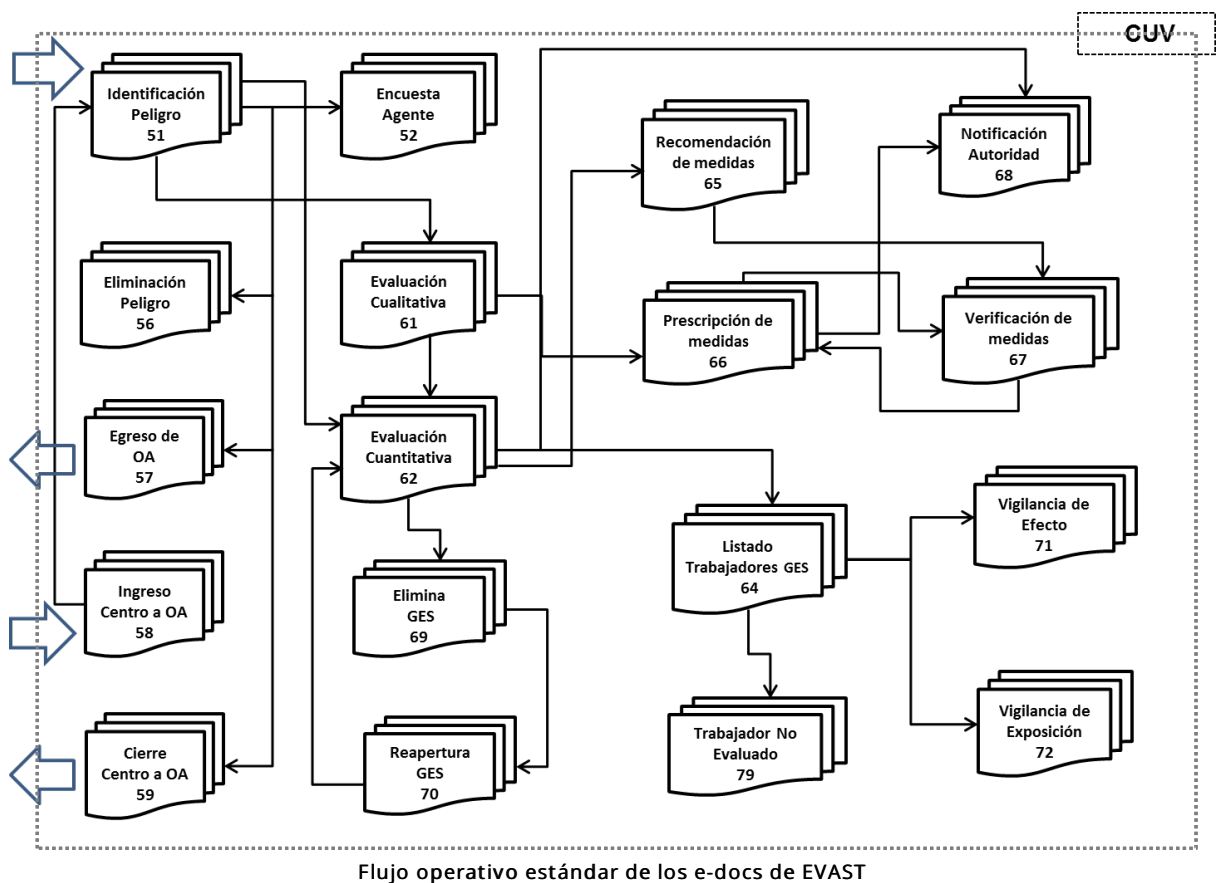 CUV
Identificación
Peligro
51
Encuesta
Agente
52
Recomendación
de medidas
65
Notificación
Autoridad
68
Eliminación
Peligro
56
Evaluación
Cualitativa
61
Prescripción de
medidas
66
Verificación de
medidas
67
Egreso de
OA
57
Evaluación
Cuantitativa
62
Listado
Trabajadores GES
64
Vigilancia de
Efecto
71
Ingreso
Centro a OA
58
Elimina
GES
69
Cierre
Centro a OA
59
Reapertura
GES
70
Trabajador No
Evaluado
79
Vigilancia de
Exposición
72
Flujo operativo estándar de los e-docs de EVAST